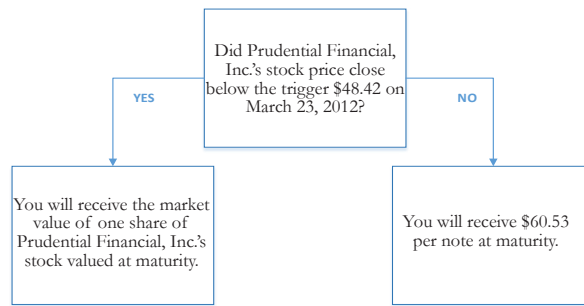 Did Prudential Financial,
Inc.'s stock price close
below the trigger $48.42 on
March 23, 2012?
YES
NO
You will receive the market
value of one share of
Prudential Financial, Inc.'s
stock valued at maturity.
You will receive $60.53
per note at maturity.